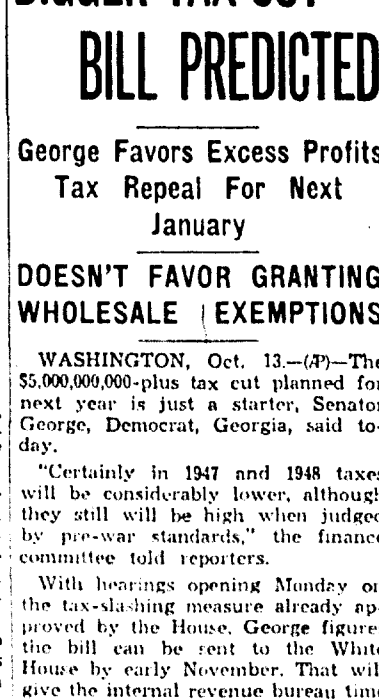 BIGGER TAX CUT
BILL PREDICTED
George Favors Excess Profits
Tax Repeal For Next
January
DOESN'T FAVOR GRANTING
WHOLESALE EXEMPTIONS
WASHINGTON, Oct. 13.—(AP)—The
$5,000,000,000-plus tax cut planned for
next year is just a starter, Senator
George, Democrat, Georgia, said to-
day.
"Certainly in 1947 and 1948 taxes
will be considerably lower, although
they still will be high when judged
by pre-war standards," the finance
committee told reporters.
With hearings opening Monday on
the tax-slashing measure already ap-
proved by the House, George figures
the bill can be sent to the White
House by early November. That will
give the internal revenue bureau time